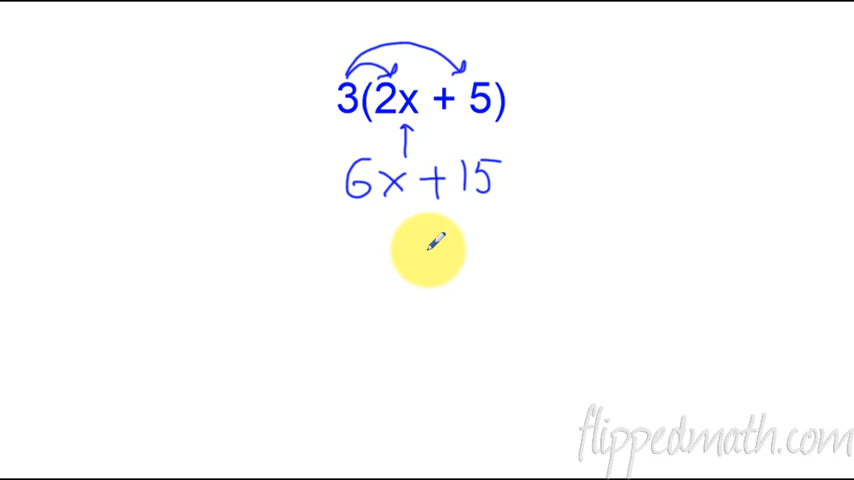 3(2x + 5)
6x + 15
flippedmath.com